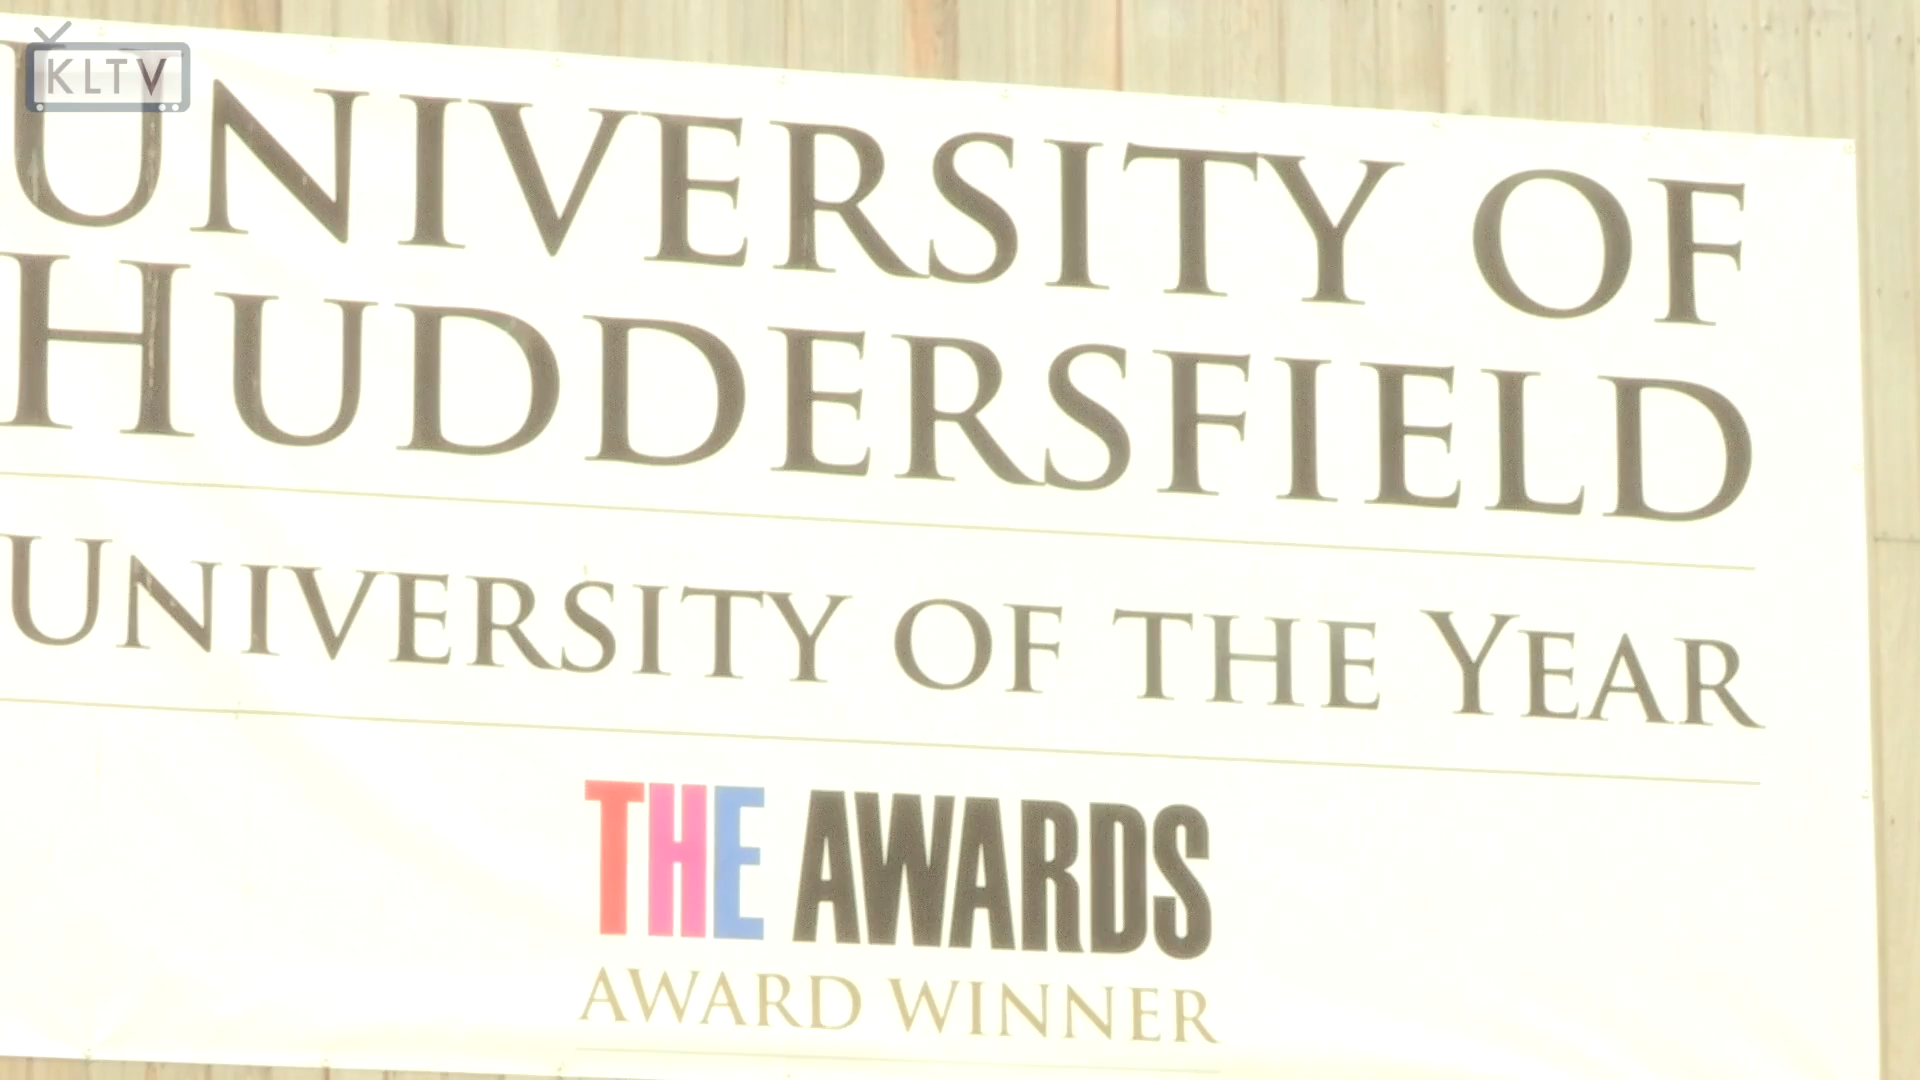 KLTV
UNIVERSITY OF
HUDDERSFIELD
UNIVERSITY OF THE YEAR
THE AWARDS
AWARD WINNER